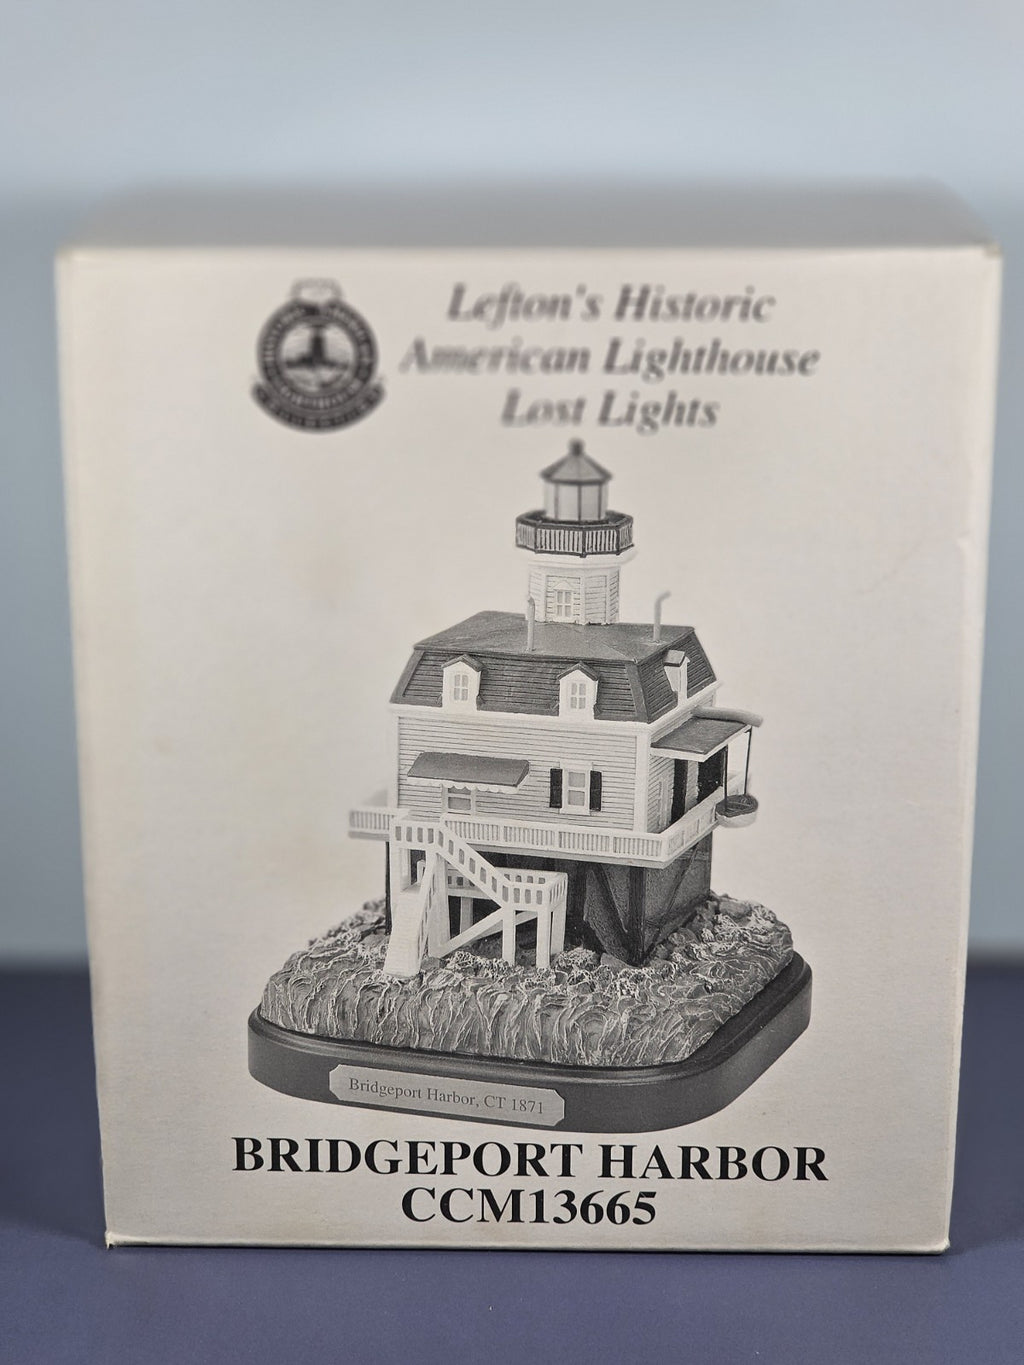 Lefton's Historic
American Lighthouse
Lost Lights
Bridgeport Harbor, CT 1871
BRIDGEPORT HARBOR
CCM13665